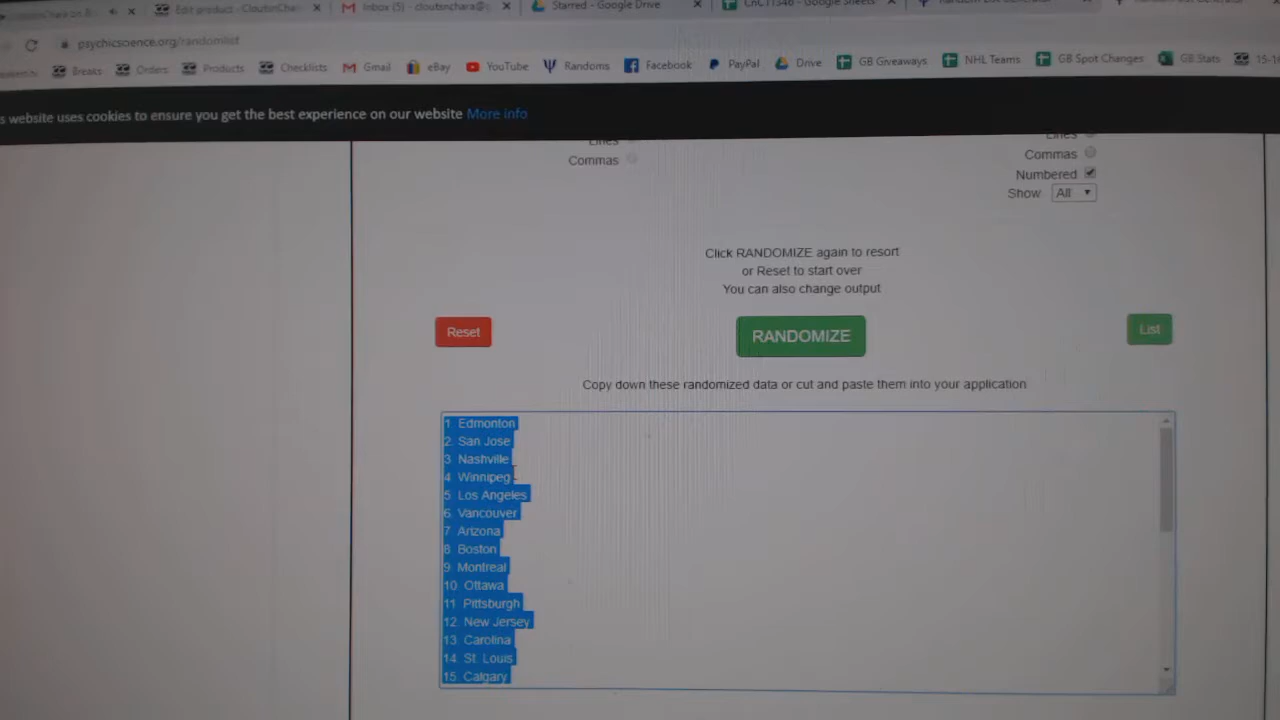 Edit product - CloutsnChara
Inbox (5) - cloutsnchara@
Starred - Google Drive
Google Sheets
psychicscience.org/randomlist
Breaks Orders Products Checklists Gmail eBay YouTube Randoms Facebook PayPal Drive GB Giveaways NHL Teams GB Spot Changes GB Stats
s website uses cookies to ensure you get the best experience on our website More info
Lines
Commas
Lines
Commas
Numbered
Show All
Click RANDOMIZE again to resort
or Reset to start over
You can also change output
Reset RANDOMIZE List
Copy down these randomized data or cut and paste them into your application
1 Edmonton
2. San Jose
3 Nashville
4 Winnipeg
5 Los Angeles
6. Vancouver
7 Arizona
8 Boston
9 Montreal
10. Ottawa
11 Pittsburgh
12. New Jersey
13. Carolina
14. St. Louis
15. Calgary